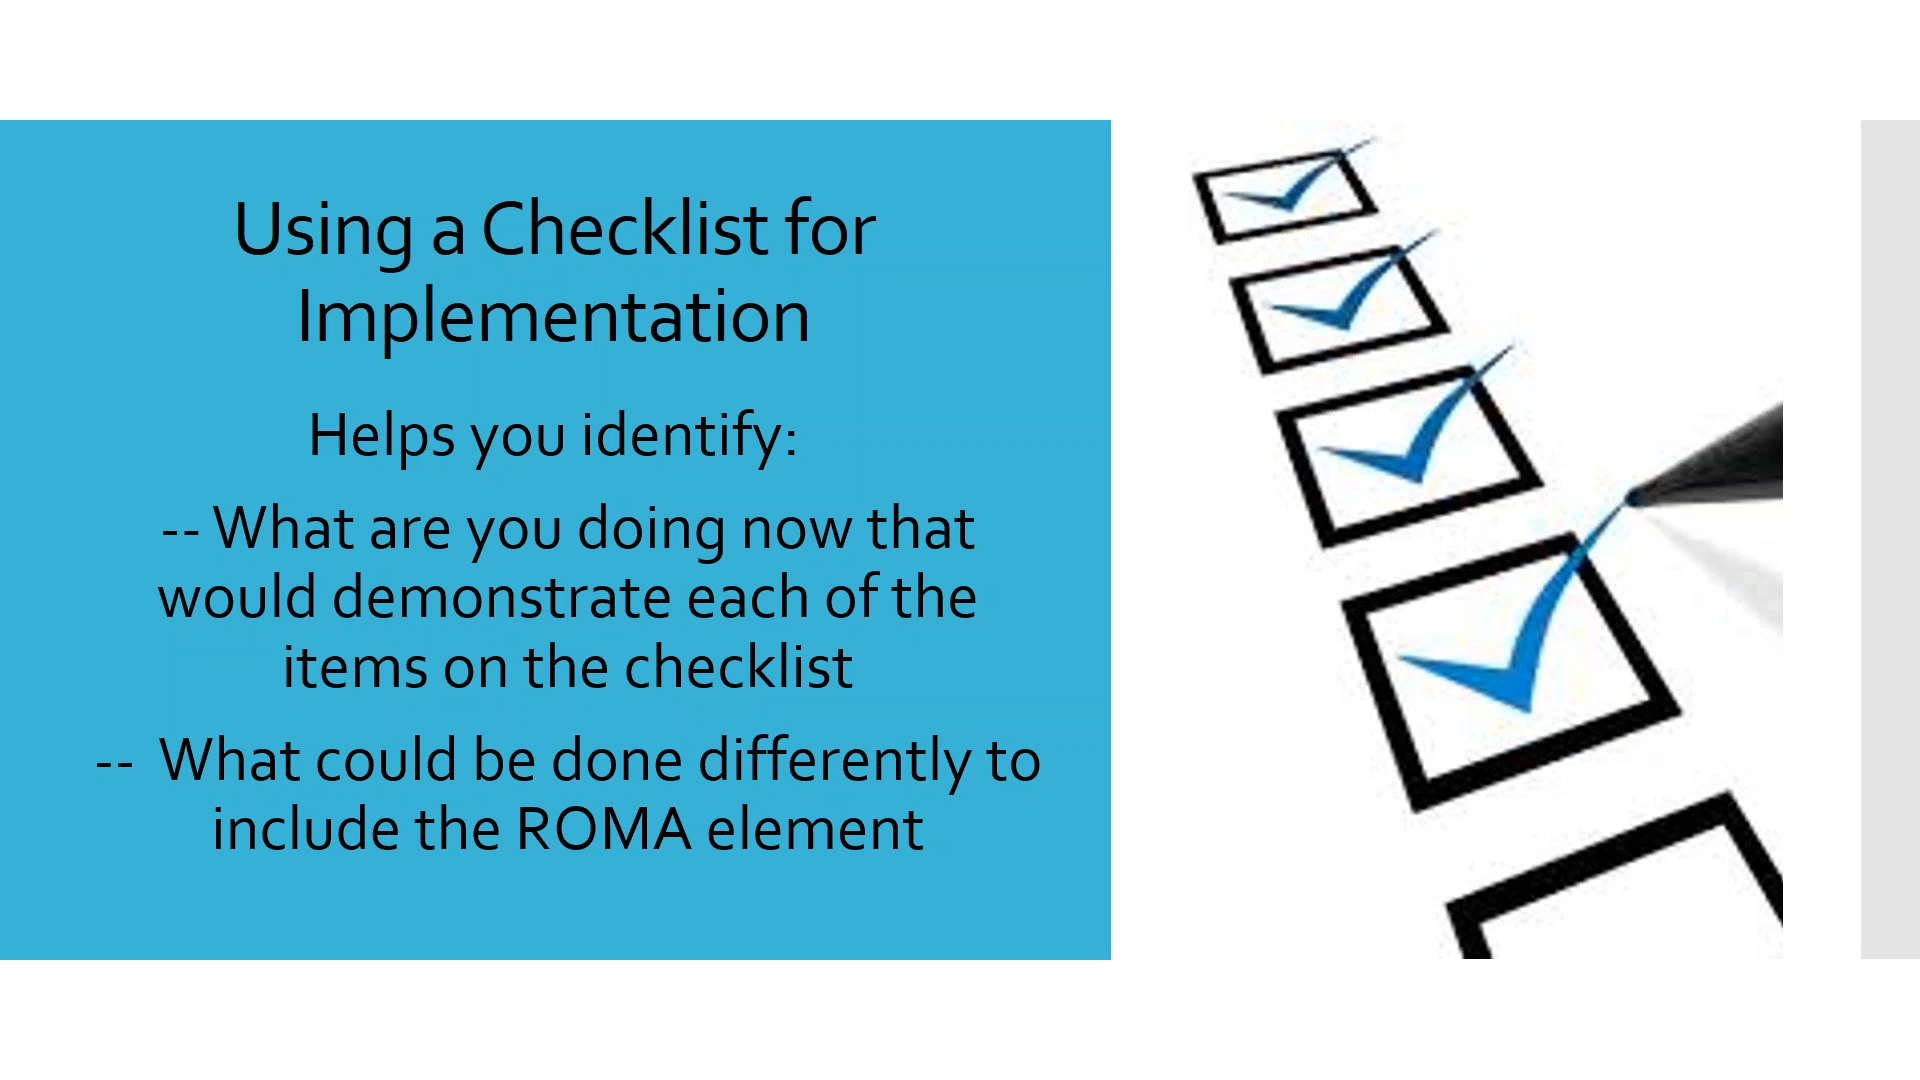 Using a Checklist for
Implementation
Helps you identify:
-- What are you doing now that
would demonstrate each of the
items on the checklist
-- What could be done differently to
include the ROMA element